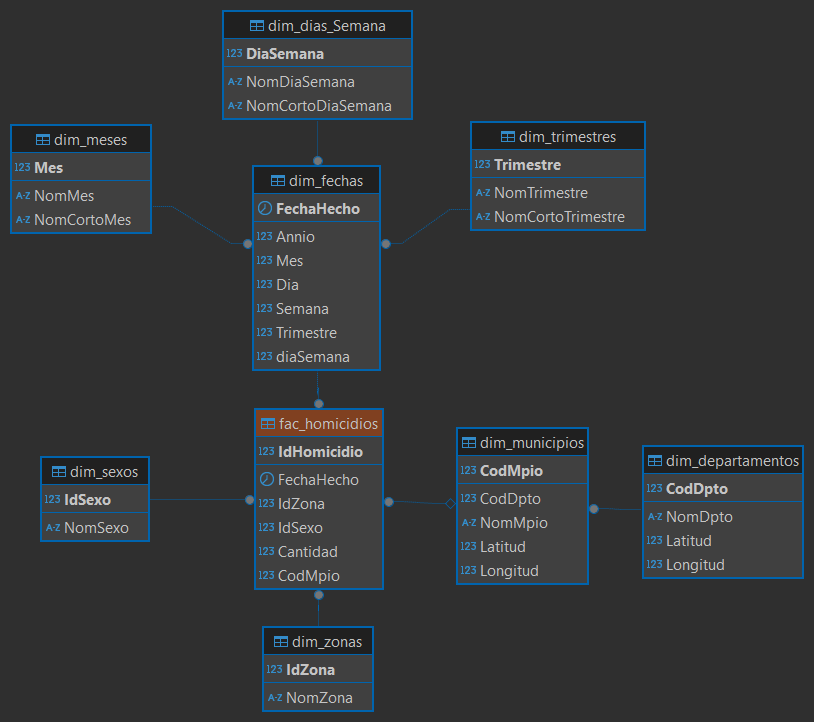 dim_dias_Semana
123 DiaSemana
A-Z NomDiaSemana
A-Z NomCortoDiaSemana
dim_meses
123 Mes
A-Z NomMes
A-Z NomCortoMes
dim_trimestres
123 Trimestre
A-Z NomTrimestre
A-Z NomCortoTrimestre
dim_fechas
FechaHecho
123 Annio
123 Mes
123 Dia
123 Semana
123 Trimestre
123 diaSemana
fac_homicidios
123 IdHomicidio
FechaHecho
123 IdZona
123 IdSexo
123 Cantidad
123 CodMpio
dim_sexos
123 IdSexo
A-Z NomSexo
dim_municipios
123 CodMpio
123 CodDpto
A-Z NomMpio
123 Latitud
123 Longitud
dim_departamentos
123 CodDpto
A-Z NomDpto
123 Latitud
123 Longitud
dim_zonas
123 IdZona
A-Z NomZona